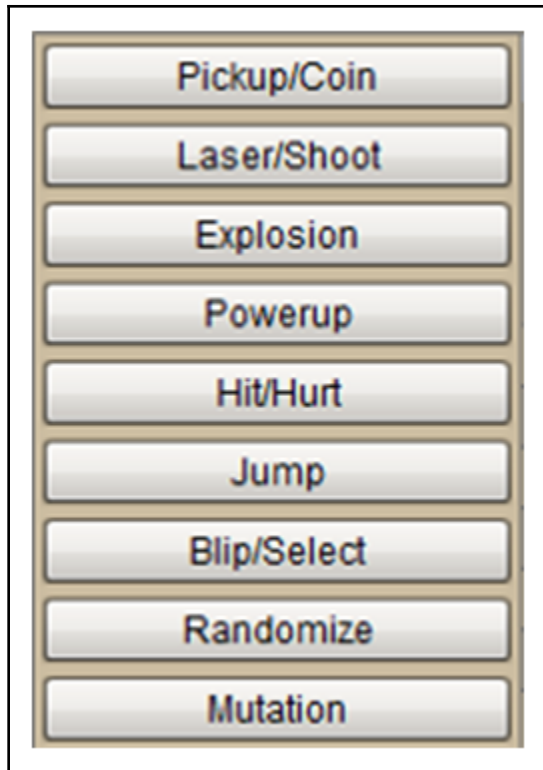 Pickup/Coin
Laser/Shoot
Explosion
Powerup
Hit/Hurt
Jump
Blip/Select
Randomize
Mutation